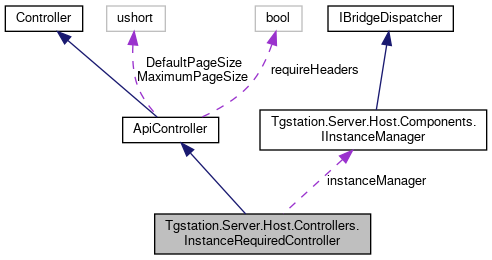 Controller
ushort
bool
IBridgeDispatcher
DefaultPageSize
MaximumPageSize
requireHeaders
ApiController
Tgstation.Server.Host.Components.
IInstanceManager
instanceManager
Tgstation.Server.Host.Controllers.
InstanceRequiredController